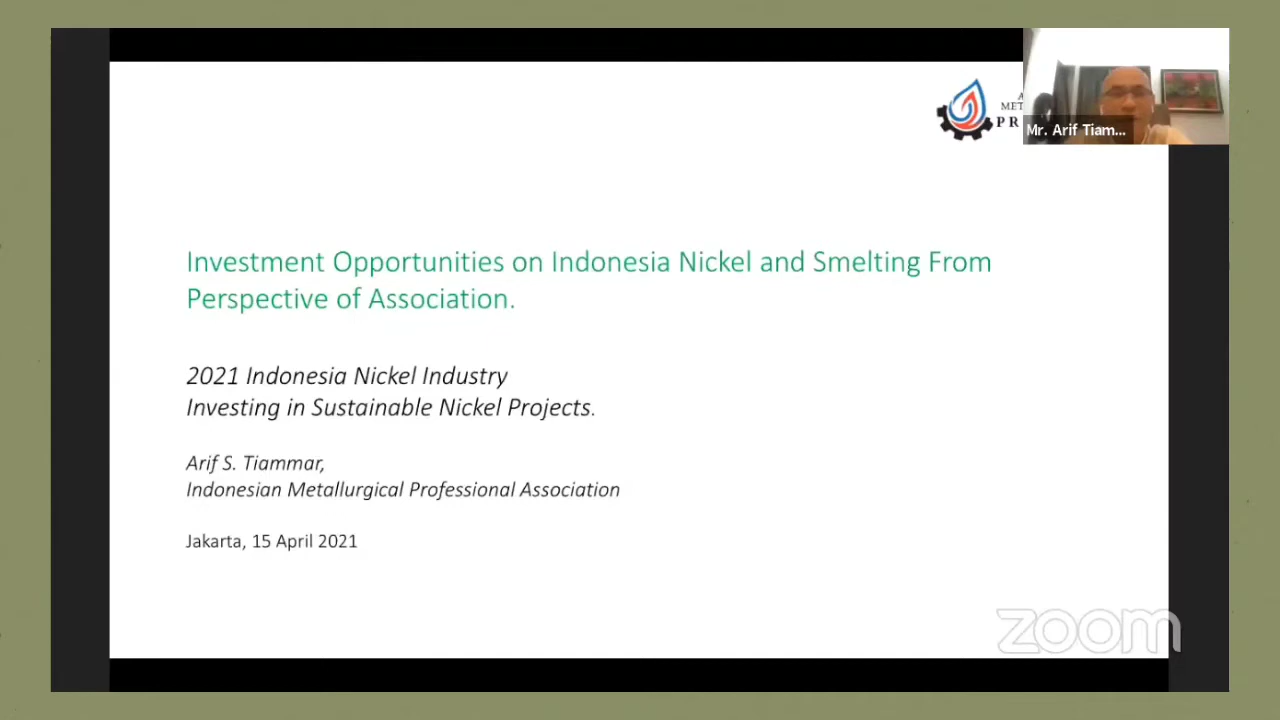 MET
P R
Mr. Arif Tiam...
Investment Opportunities on Indonesia Nickel and Smelting From
Perspective of Association.
2021 Indonesia Nickel Industry
Investing in Sustainable Nickel Projects.
Arif S. Tiammar,
Indonesian Metallurgical Professional Association
Jakarta, 15 April 2021
zoom